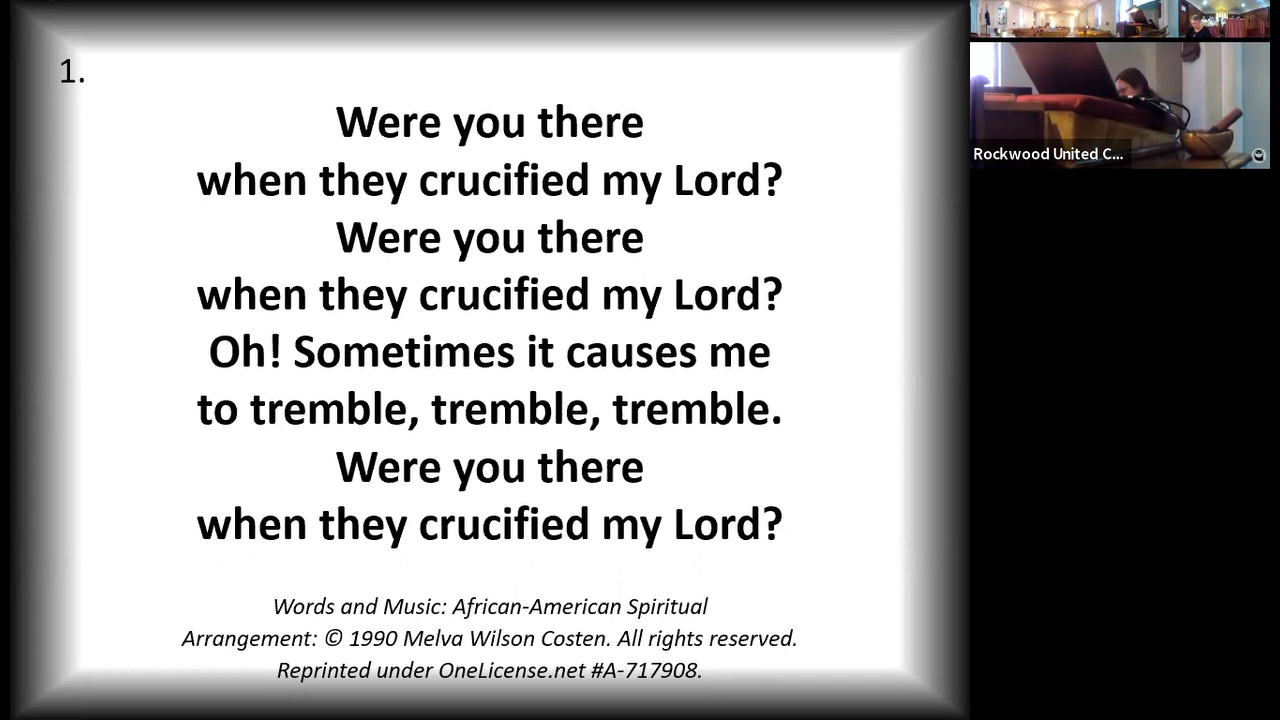 1.
Were you there
when they crucified my Lord?
Were you there
when they crucified my Lord?
Oh! Sometimes it causes me
to tremble, tremble, tremble.
Were you there
when they crucified my Lord?
Words and Music: African-American Spiritual
Arrangement: © 1990 Melva Wilson Costen. All rights reserved.
Reprinted under OneLicense.net #A-717908.
Rockwood United C...